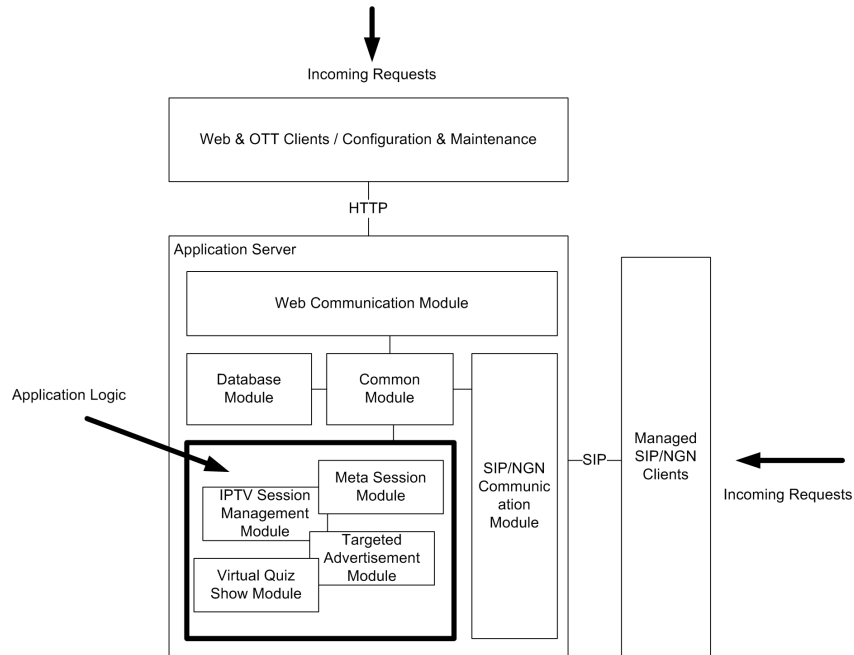 Incoming Requests
Web & OTT Clients / Configuration & Maintenance
HTTP
Application Server
Web Communication Module
Database
Module
Common
Module
Application Logic
SIP/NGN
Communic
ation
Module
SIP
Managed
SIP/NGN
Clients
Incoming Requests
Meta Session
Module
IPTV Session
Management
Module
Targeted
Advertisement
Module
Virtual Quiz
Show Module